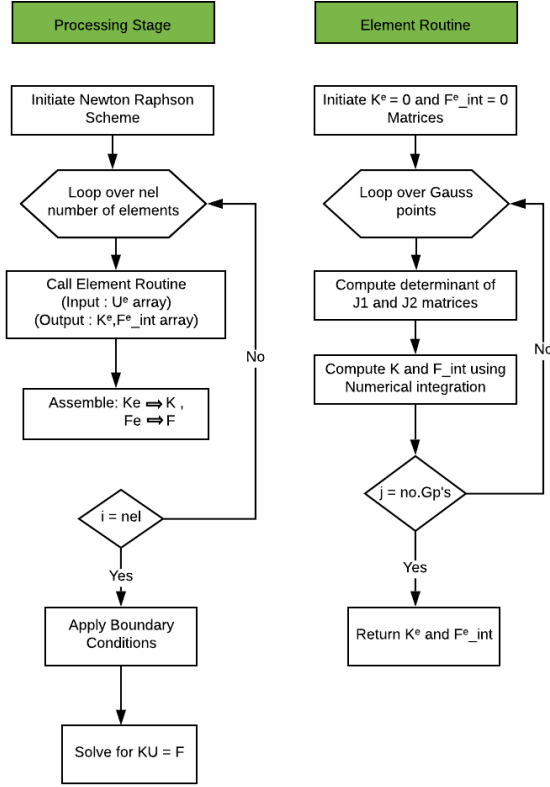 Processing Stage
Initiate Newton Raphson
Scheme
Loop over nel
number of elements
Call Element Routine
(Input : Uᵉ array)
(Output : Kᵉ,Fᵉ_int array)
No
Assemble: Ke ⇒ K ,
Fe ⇒ F
i = nel
Yes
Apply Boundary
Conditions
Solve for KU = F
Element Routine
Initiate Kᵉ = 0 and Fᵉ_int = 0
Matrices
Loop over Gauss
points
Compute determinant of
J1 and J2 matrices
No
Compute K and F_int using
Numerical integration
j = no.Gp's
Yes
Return Kᵉ and Fᵉ_int